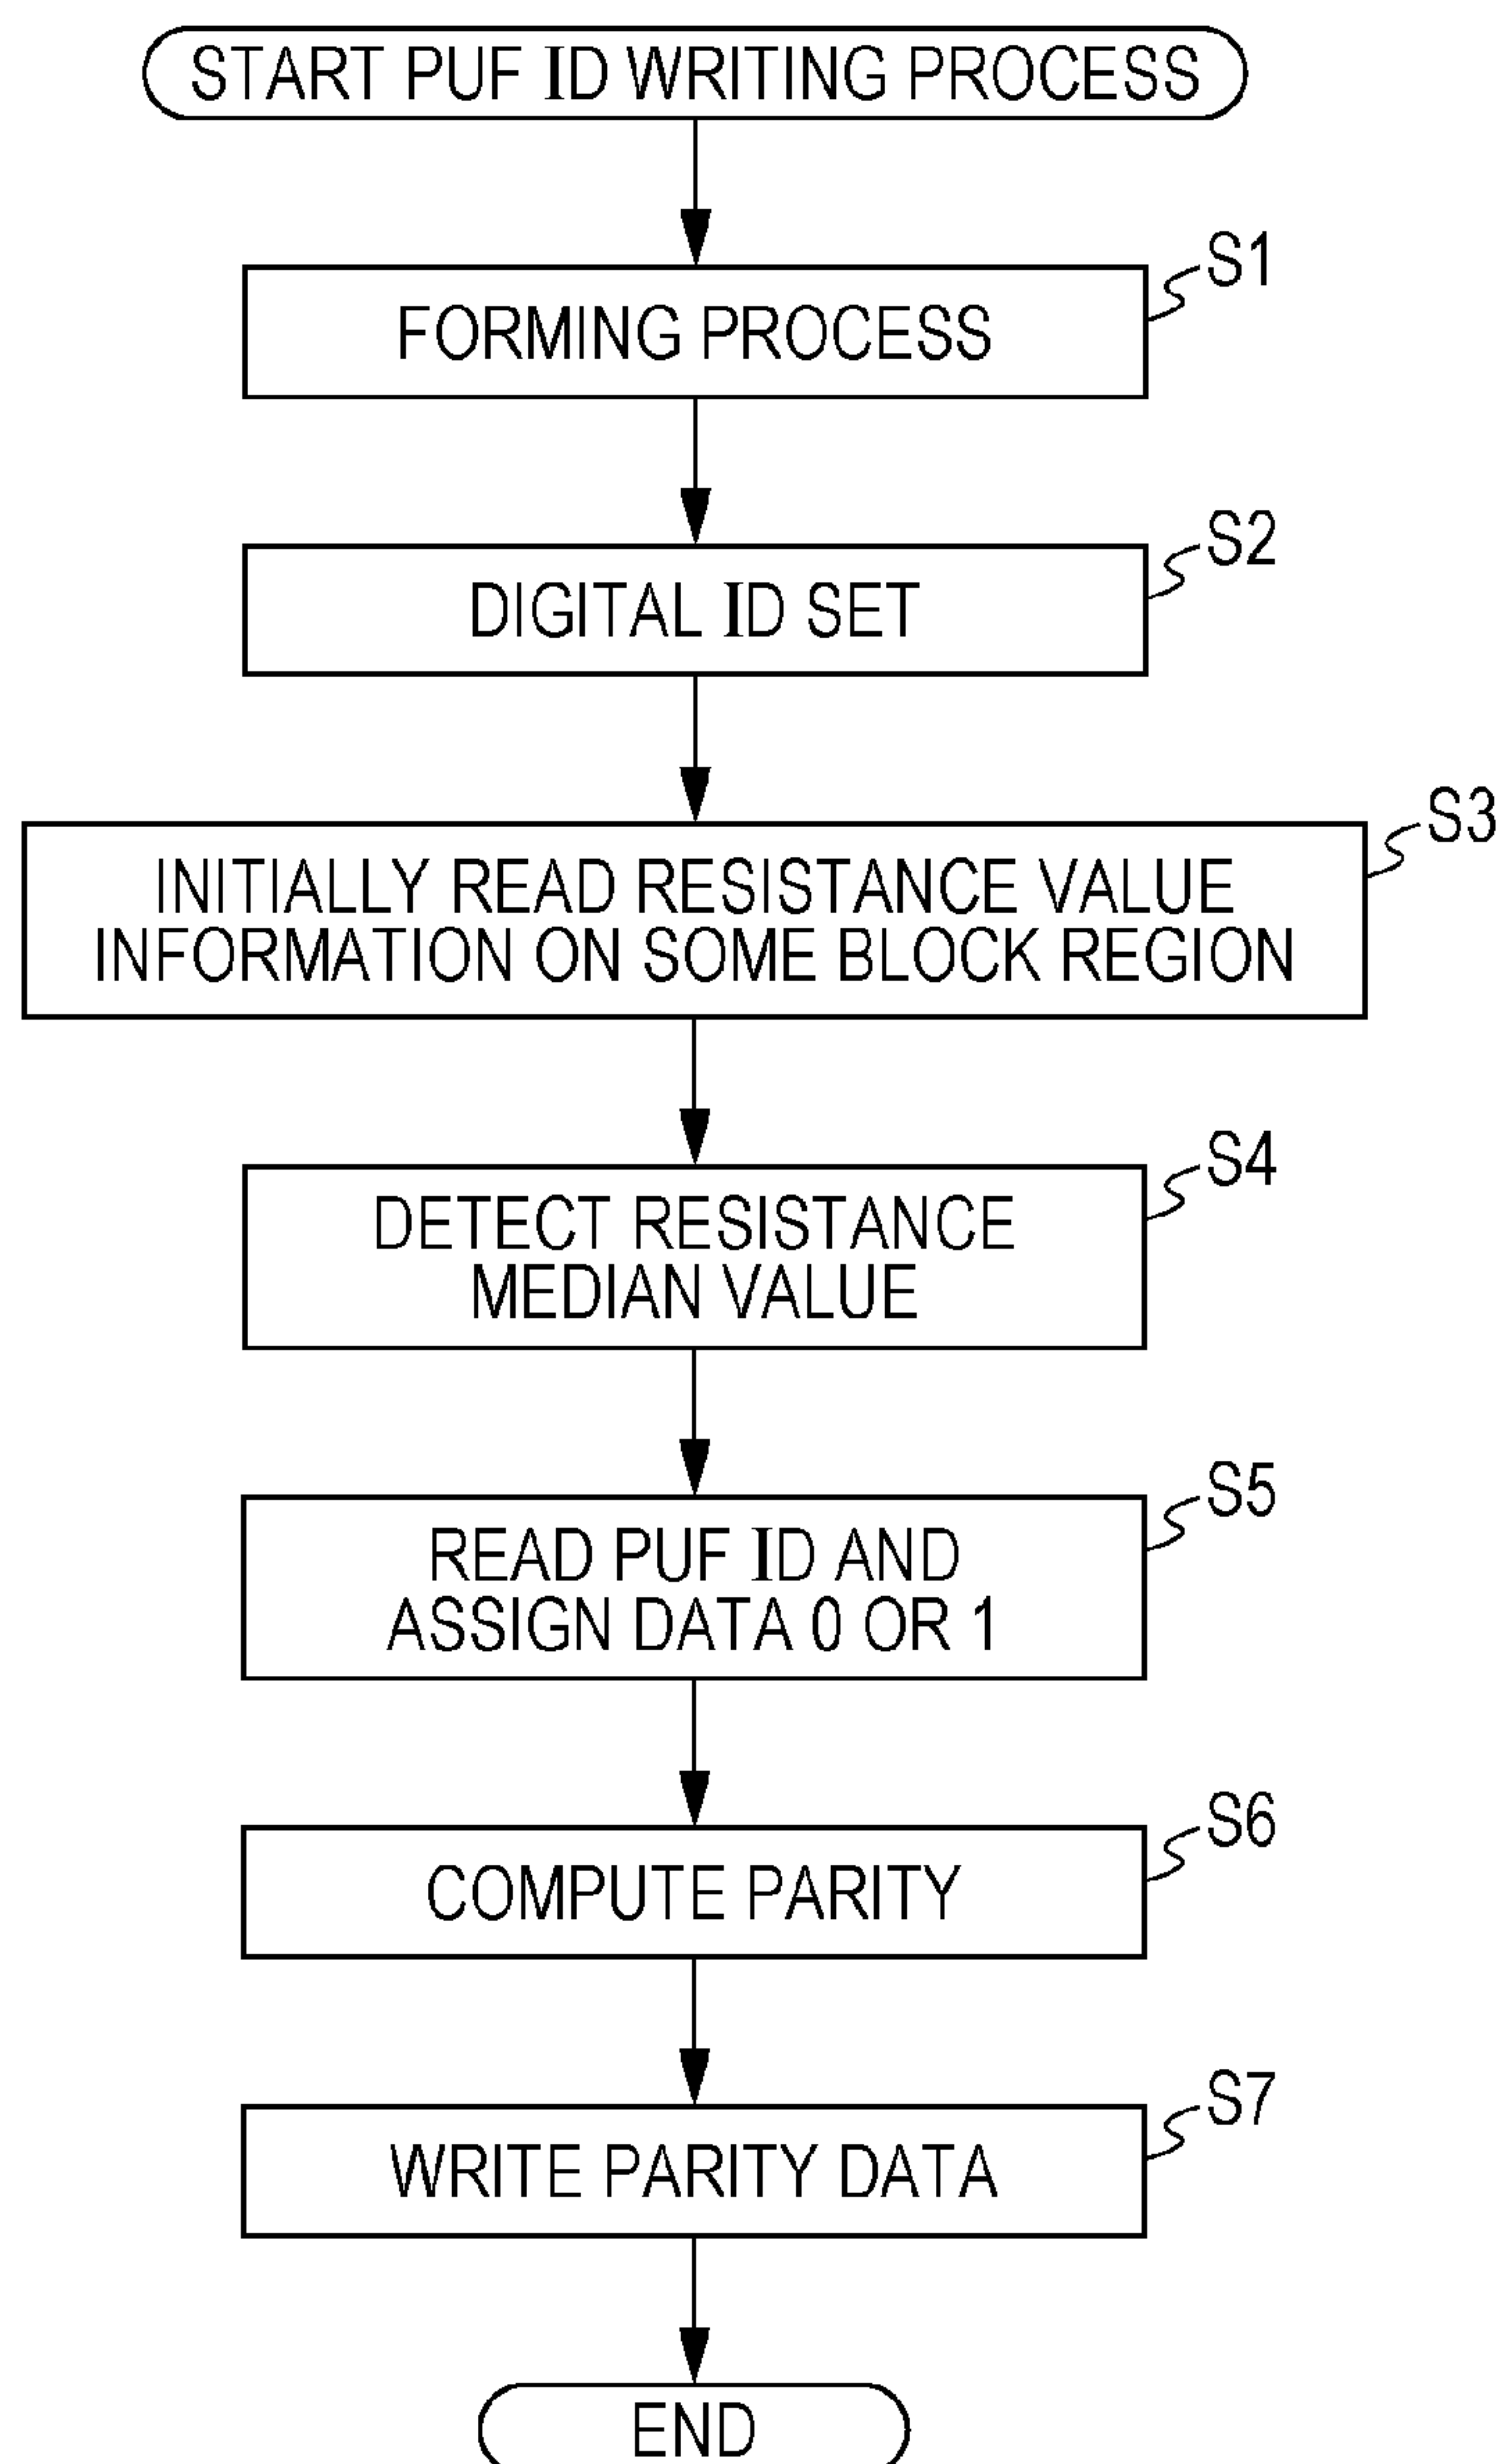 START PUF ID WRITING PROCESS
S1
FORMING PROCESS
S2
DIGITAL ID SET
S3
INITIALLY READ RESISTANCE VALUE
INFORMATION ON SOME BLOCK REGION
S4
DETECT RESISTANCE
MEDIAN VALUE
S5
READ PUF ID AND
ASSIGN DATA 0 OR 1
S6
COMPUTE PARITY
S7
WRITE PARITY DATA
END